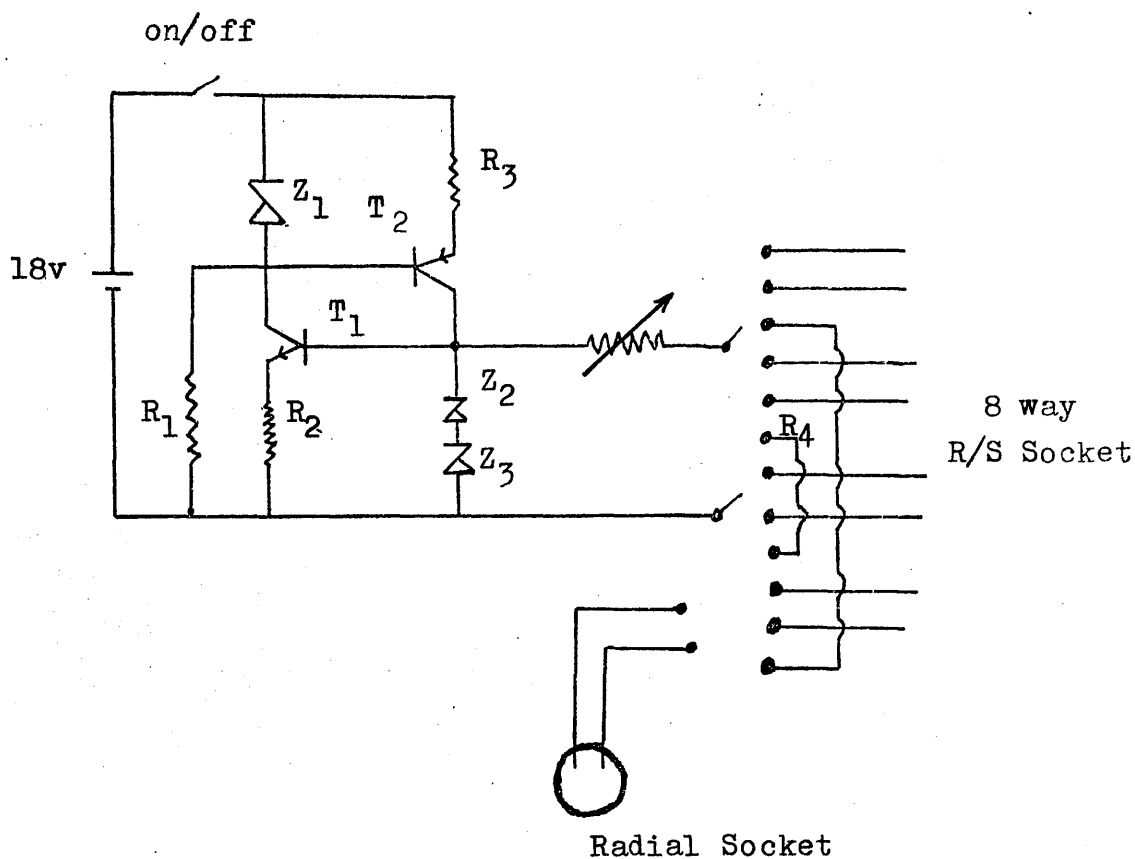 on/off
R3
Z1
T2
18v
T1
Z2
R1
R2
R4
8 way
R/S Socket
Z3
Radial Socket